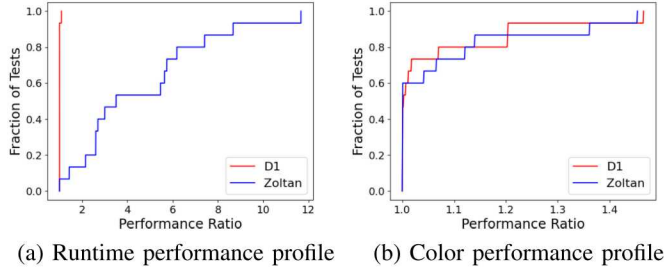 1.0
0.8
0.6
0.4
0.2
0.0
Fraction of Tests
2 4 6 8 10 12
Performance Ratio
D1
Zoltan
(a) Runtime performance profile
1.0
0.8
0.6
0.4
0.2
0.0
Fraction of Tests
1.0 1.1 1.2 1.3 1.4
Performance Ratio
D1
Zoltan
(b) Color performance profile